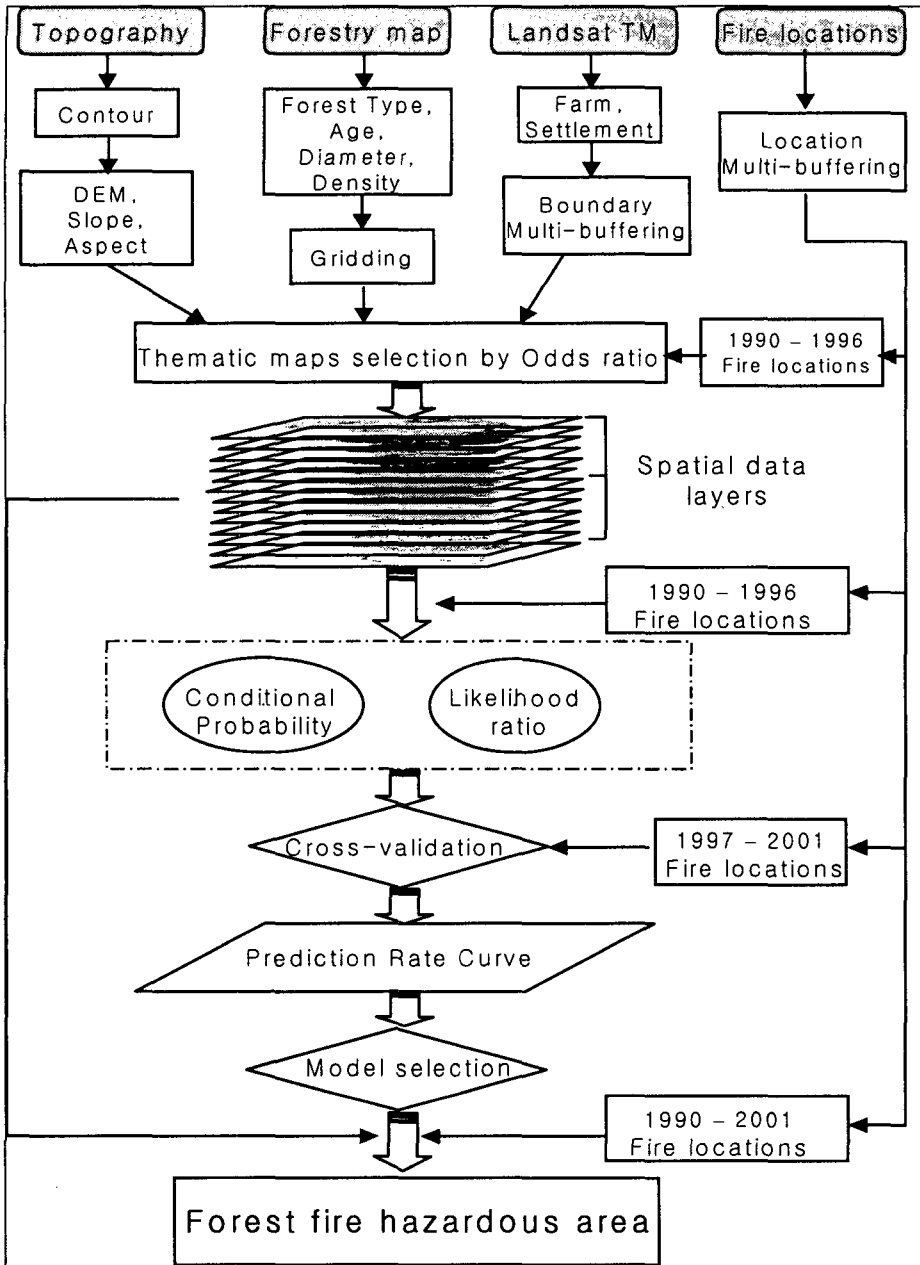 Topography
Forestry map
Landsat TM
Fire locations
Contour
Forest Type,
Age,
Diameter,
Density
Farm,
Settlement
Location
Multi-buffering
DEM,
Slope,
Aspect
Gridding
Boundary
Multi-buffering
Thematic maps selection by Odds ratio
1990 – 1996
Fire locations
Spatial data
layers
1990 – 1996
Fire locations
Conditional
Probability
Likelihood
ratio
Cross-validation
1997 – 2001
Fire locations
Prediction Rate Curve
Model selection
1990 – 2001
Fire locations
Forest fire hazardous area